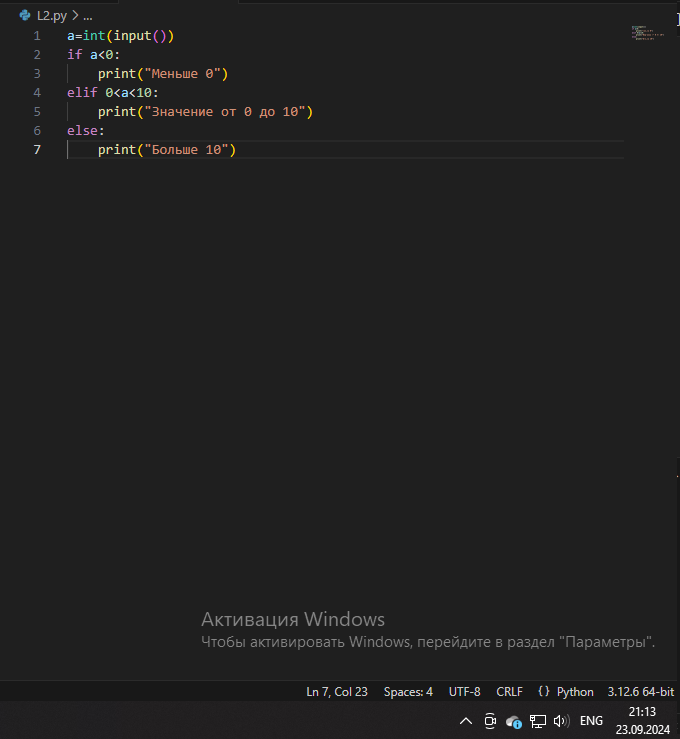 L2.py > ...
1 a=int(input())
2 if a<0:
3     print("Меньше 0")
4 elif 0<a<10:
5     print("Значение от 0 до 10")
6 else:
7     print("Больше 10")
Активация Windows
Чтобы активировать Windows, перейдите в раздел "Параметры".
Ln 7, Col 23 Spaces: 4 UTF-8 CRLF {} Python 3.12.6 64-bit
ENG 21:13
23.09.2024